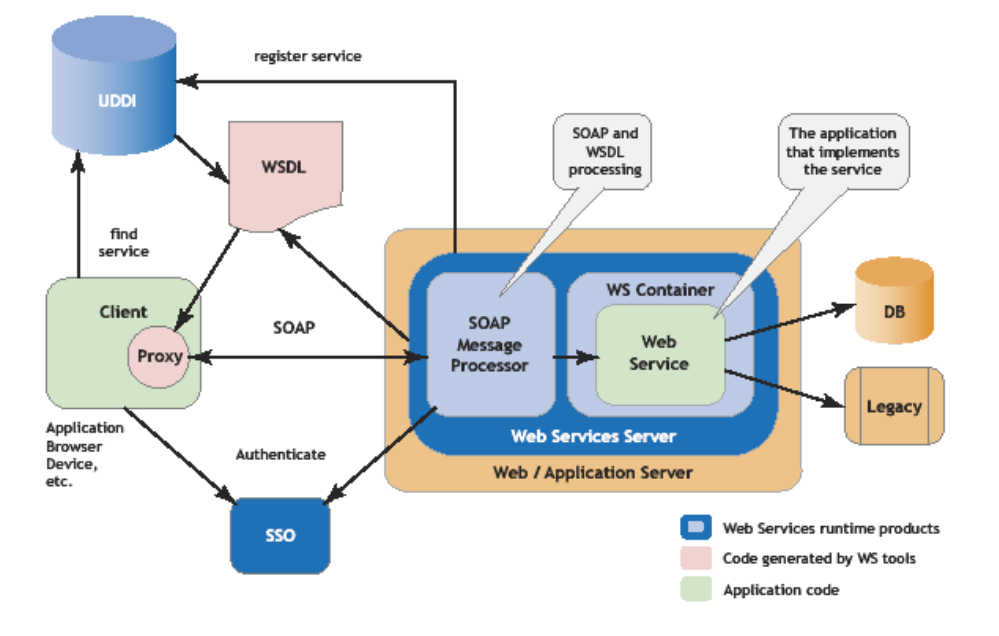 register service
UDDI
WSDL
SOAP and
WSDL
processing
The application
that implements
the service
find
service
Client
Proxy
SOAP
SOAP
Message
Processor
WS Container
Web
Service
DB
Legacy
Web Services Server
Web / Application Server
Application
Browser
Device,
etc.
Authenticate
SSO
Web Services runtime products
Code generated by WS tools
Application code